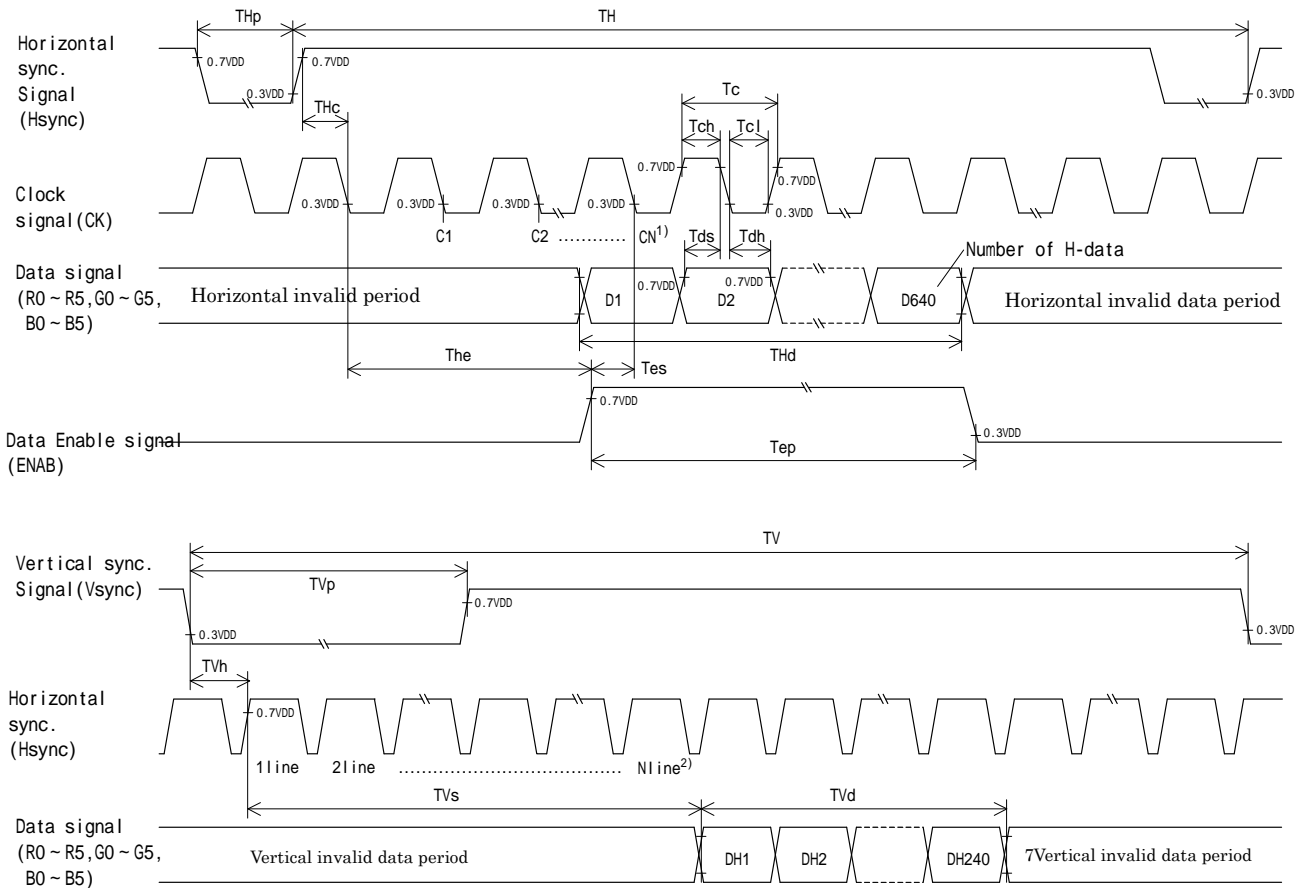 THp
TH
Horizontal
sync.
Signal
(Hsync)
0.7VDD
0.3VDD
0.7VDD
0.3VDD
THc
Tc
Tch
Tcl
Clock
signal(CK)
0.3VDD
0.3VDD
0.3VDD
0.3VDD
0.7VDD
0.7VDD
0.3VDD
C1
C2
............
CN1)
Tds
Tdh
Number of H-data
Data signal
(R0~R5,G0~G5,
B0~B5)
Horizontal invalid period
D1
0.7VDD
D2
0.7VDD
D640
Horizontal invalid data period
The
Tes
THd
Data Enable signal
(ENAB)
0.7VDD
0.3VDD
Tep
Vertical sync.
Signal(Vsync)
TV
TVp
0.3VDD
0.7VDD
0.3VDD
TVh
Horizontal
sync.
(Hsync)
0.7VDD
1line
2line
......................................
Nline2)
TVs
TVd
Data signal
(R0~R5,G0~G5,
B0~B5)
Vertical invalid data period
DH1
DH2
DH240
7Vertical invalid data period